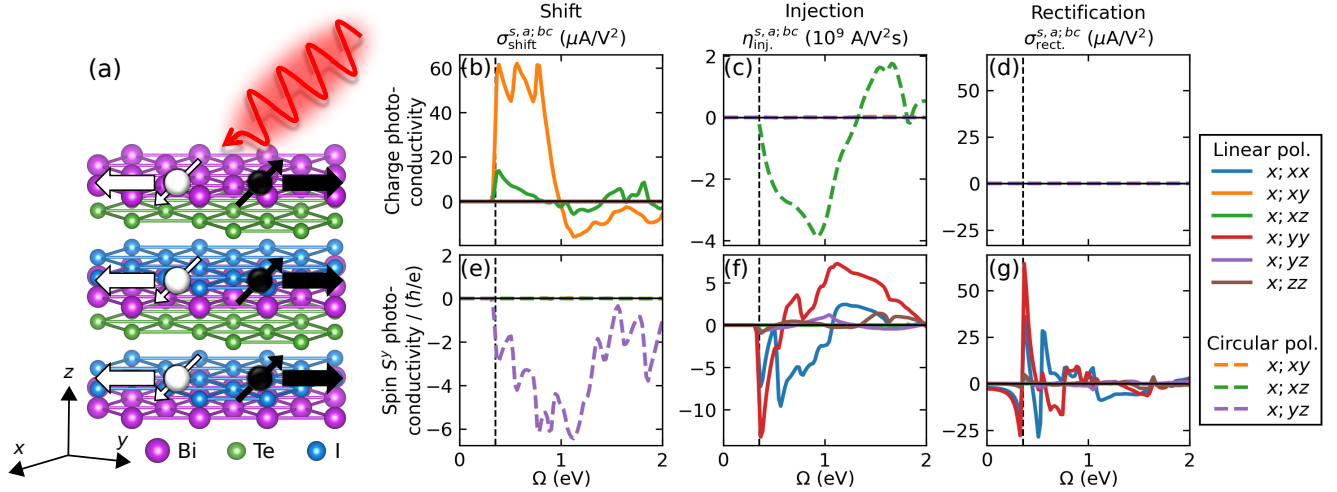 Shift
σ^{s, a; bc}_{shift} (μA/V²)
Injection
η^{s, a; bc}_{inj.} (10⁹ A/V²s)
Rectification
σ^{s, a; bc}_{rect.} (μA/V²)
(a)
z
x
y
Bi
Te
I
Charge photo-
conductivity
(b)
60
40
20
0
(c)
2
0
−2
−4
(d)
50
25
0
−25
Spin S^y photo-
conductivity / (ħ/e)
(e)
2
0
−2
−4
−6
0
1
2
Ω (eV)
(f)
5
0
−5
−10
0
1
2
Ω (eV)
(g)
50
25
0
−25
0
1
2
Ω (eV)
Linear pol.
x; xx
x; xy
x; xz
x; yy
x; yz
x; zz
Circular pol.
x; xy
x; xz
x; yz